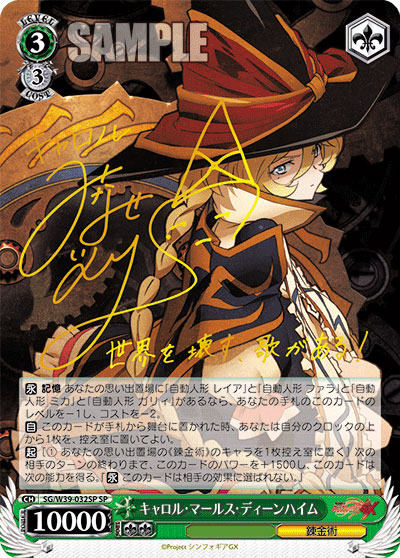 LEVEL
3
SAMPLE
3
COST
キャロル
世界を壊す歌がある!
永 記憶 あなたの思い出置場に「自動人形 レイア」と「自動人形 ファラ」と「自動
人形 ミカ」と「自動人形 ガリィ」があるなら、あなたの手札のこのカードの
レベルを-1し、コストを-2。
自 このカードが手札から舞台に置かれた時、あなたは自分のクロックの上
から1枚を、控え室に置いてよい。
起 [① あなたの思い出置場の《錬金術》のキャラを1枚控え室に置く] 次の
相手のターンの終わりまで、このカードのパワーを+1500し、このカードは
次の能力を得る。『永 このカードは相手の効果に選ばれない。』
CH SG/W39-032SP SP
キャロル・マールス・ディーンハイム
10000
錬金術
©Project シンフォギアGX